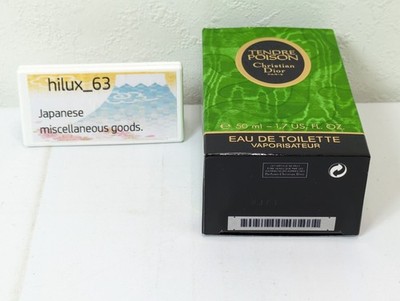 hilux_63
Japanese
miscellaneous goods.
TENDRE
POISON
Christian
Dior
PARIS
℮ 50 ml - 1.7 US. FL. OZ.
EAU DE TOILETTE
VAPORISATEUR